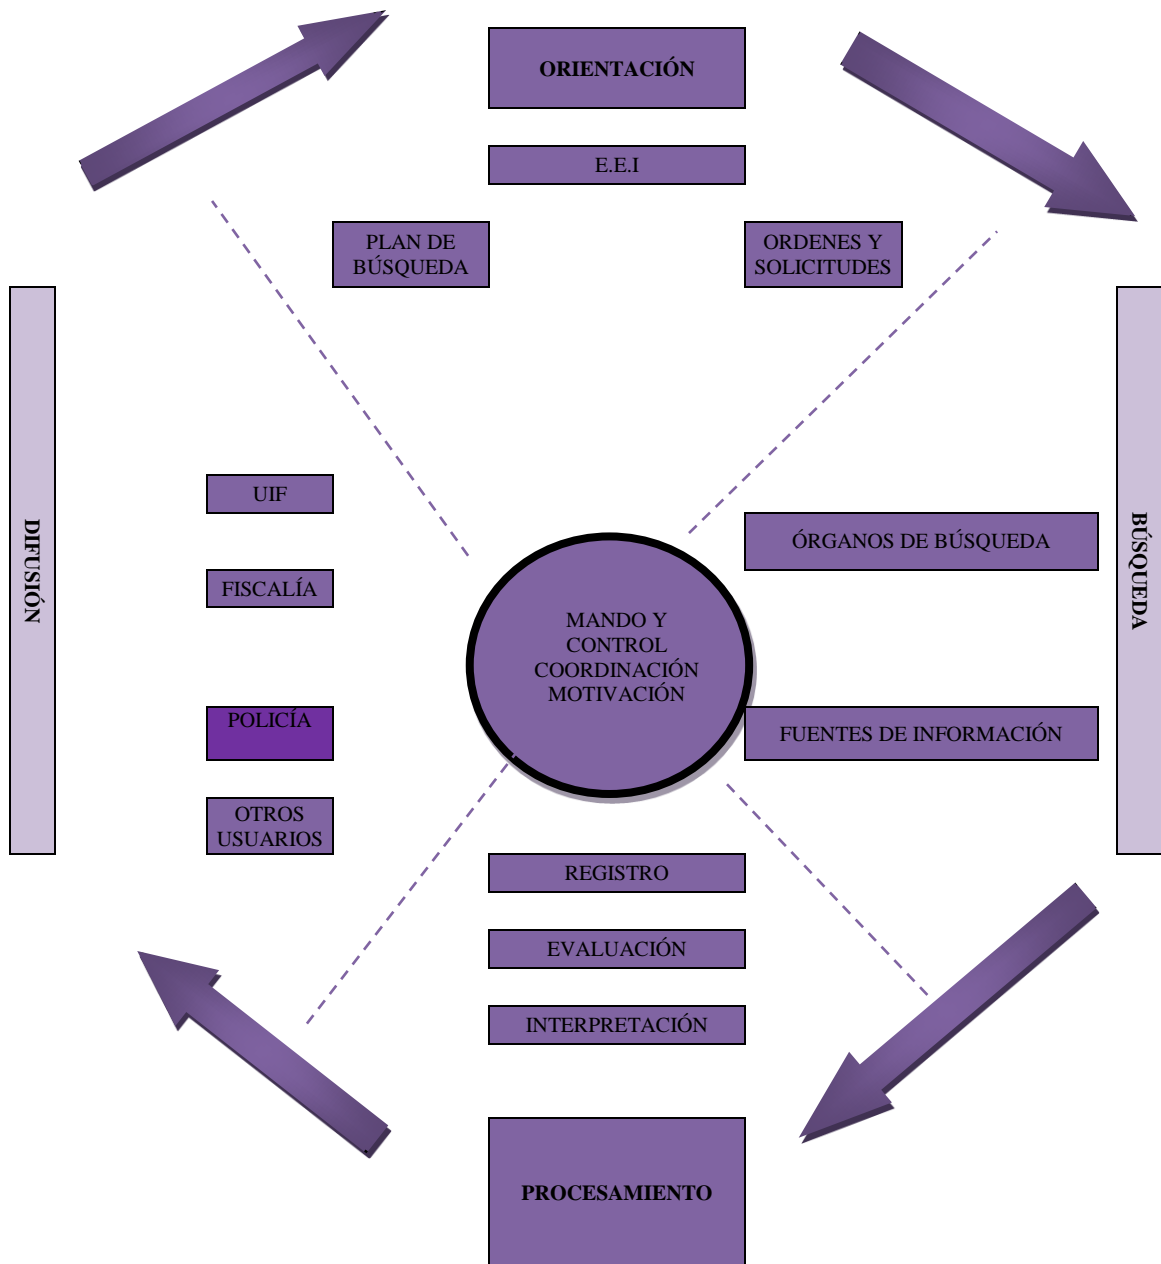 ORIENTACIÓN
E.E.I
PLAN DE
BÚSQUEDA
ORDENES Y
SOLICITUDES
DIFUSIÓN
BÚSQUEDA
UIF
FISCALÍA
POLICÍA
OTROS
USUARIOS
ÓRGANOS DE BÚSQUEDA
MANDO Y
CONTROL
COORDINACIÓN
MOTIVACIÓN
FUENTES DE INFORMACIÓN
REGISTRO
EVALUACIÓN
INTERPRETACIÓN
PROCESAMIENTO